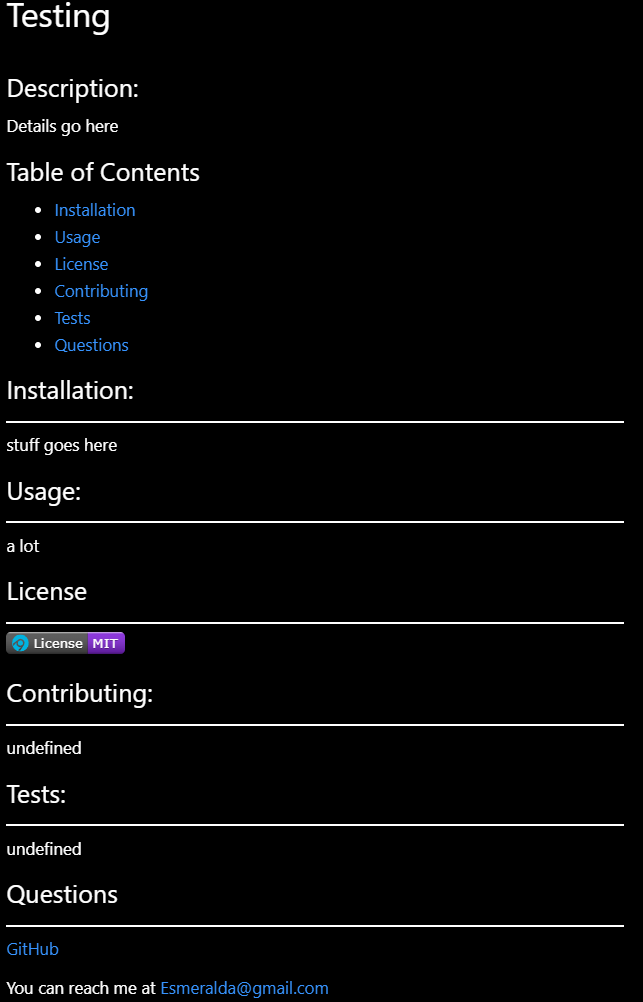 Testing
Description:
Details go here
Table of Contents
Installation
Usage
License
Contributing
Tests
Questions
Installation:
stuff goes here
Usage:
a lot
License
License MIT
Contributing:
undefined
Tests:
undefined
Questions
GitHub
You can reach me at Esmeralda@gmail.com